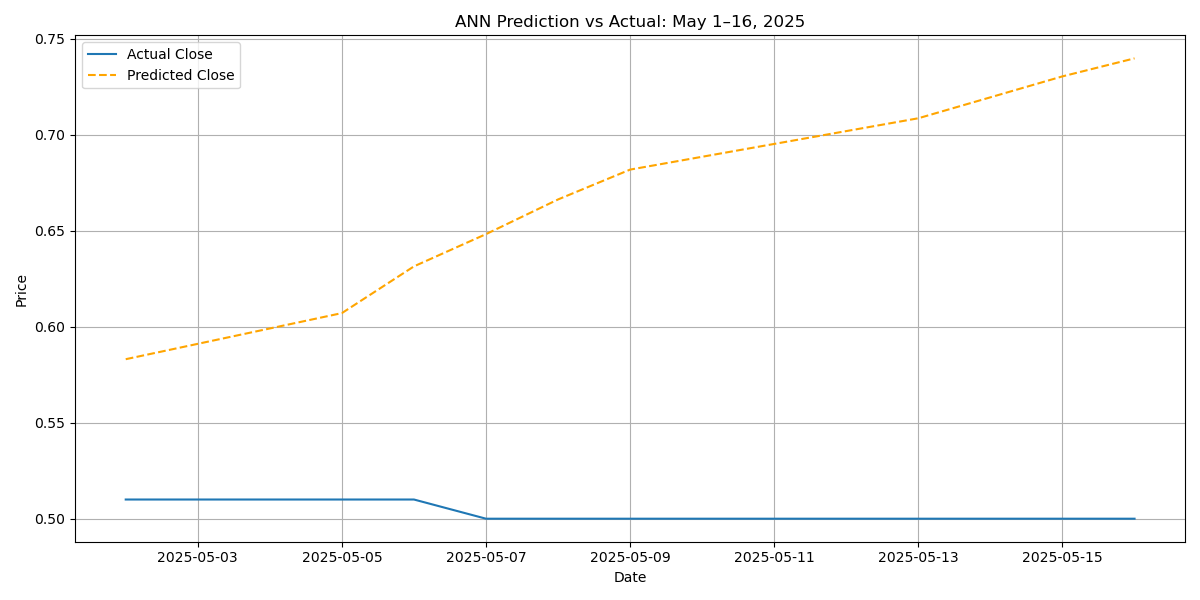 ANN Prediction vs Actual: May 1–16, 2025
Actual Close
Predicted Close
0.75
0.70
0.65
0.60
0.55
0.50
Price
2025-05-03
2025-05-05
2025-05-07
2025-05-09
2025-05-11
2025-05-13
2025-05-15
Date